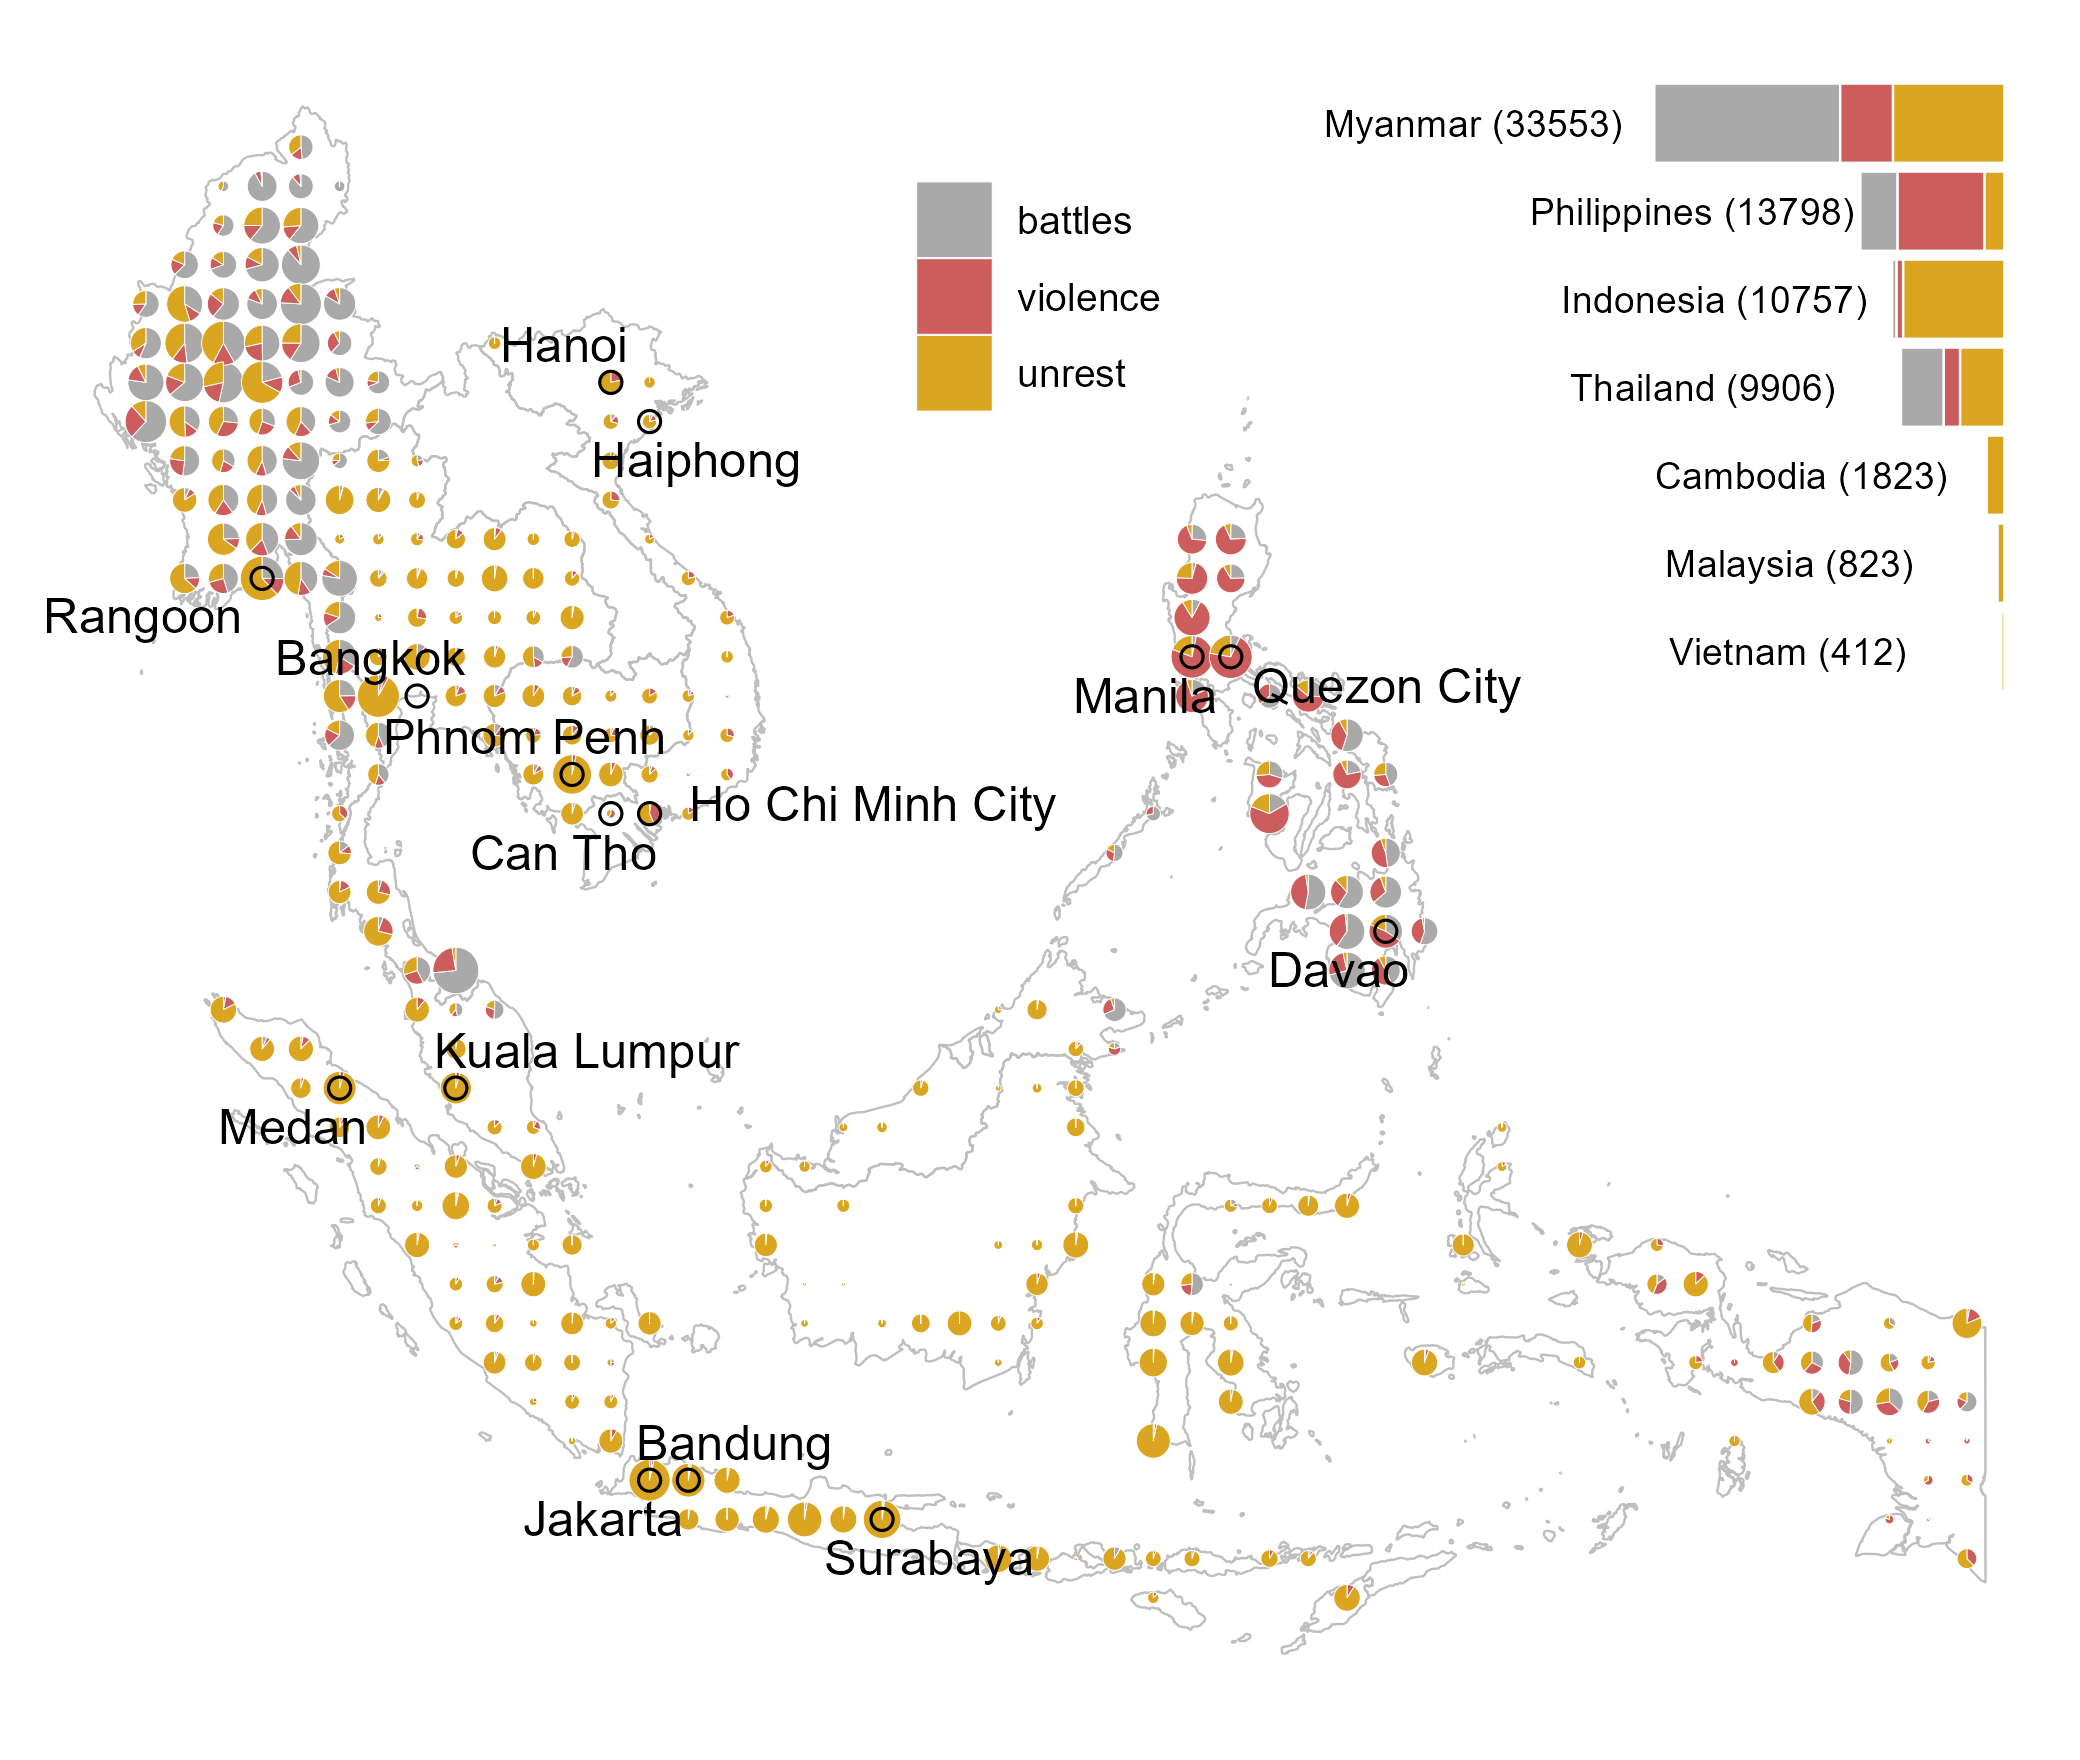 Myanmar (33553)
Philippines (13798)
Indonesia (10757)
Thailand (9906)
Cambodia (1823)
Malaysia (823)
Vietnam (412)
battles
violence
unrest
Hanoi
Haiphong
Rangoon
Bangkok
Manila
Quezon City
Phnom Penh
Ho Chi Minh City
Can Tho
Davao
Kuala Lumpur
Medan
Bandung
Jakarta
Surabaya